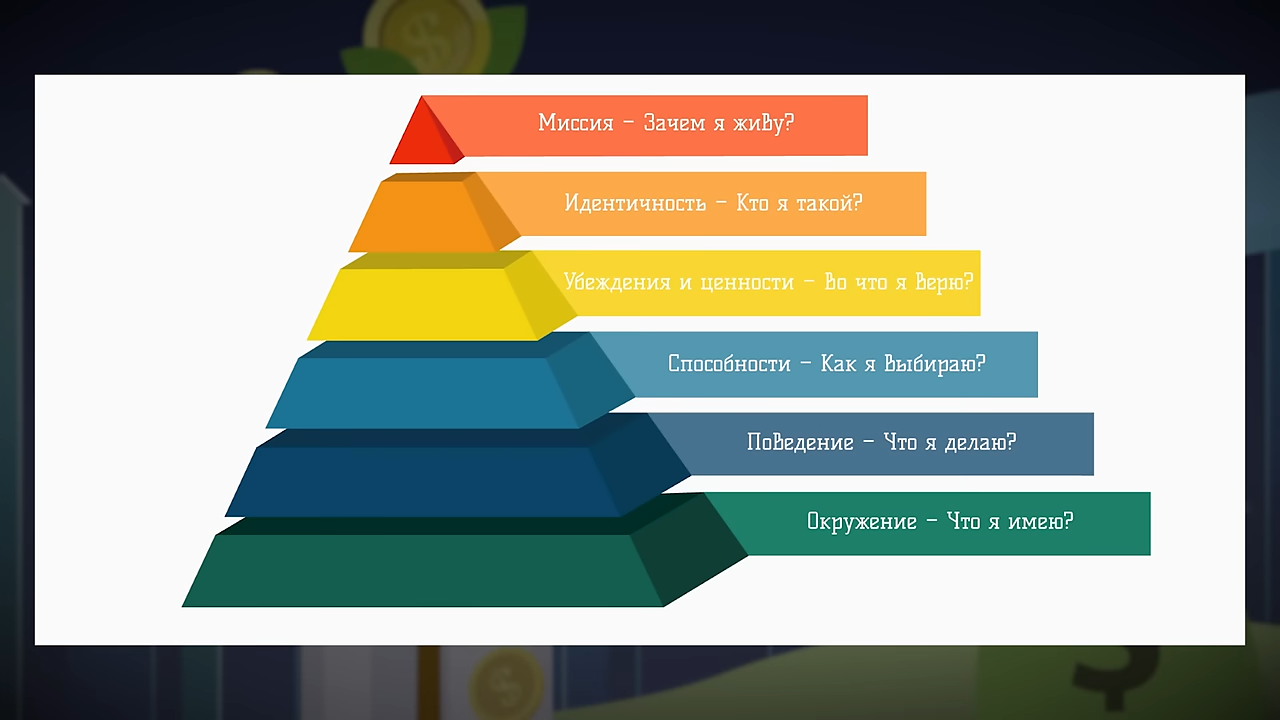 Миссия – Зачем я живу?
Идентичность – Кто я такой?
Убеждения и ценности – Во что я верю?
Способности – Как я выбираю?
Поведение – Что я делаю?
Окружение – Что я имею?